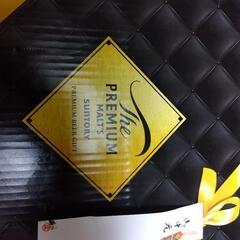 The
PREMIUM
MALT'S
SUNTORY
PREMIUM BEER GIFT